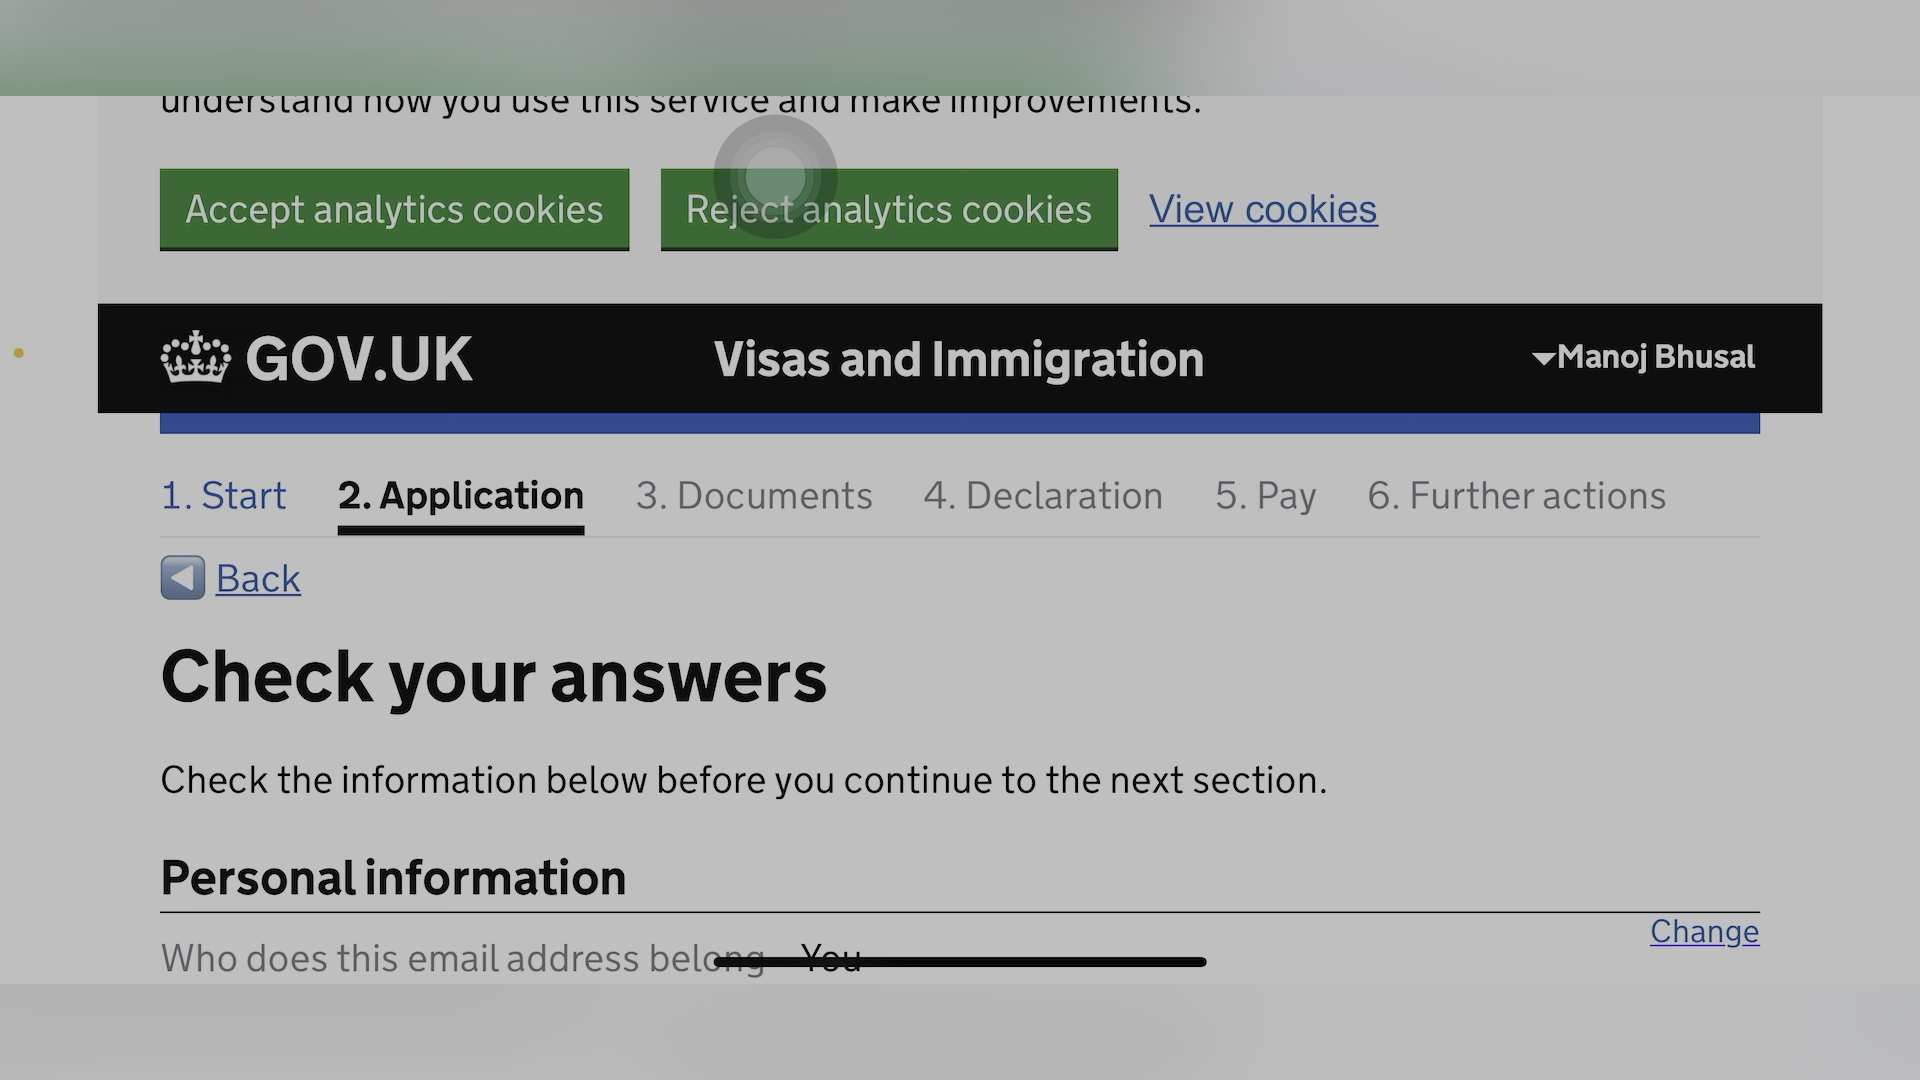 understand how you use this service and make improvements.
Accept analytics cookies Reject analytics cookies View cookies
GOV.UK Visas and Immigration Manoj Bhusal
1. Start 2. Application 3. Documents 4. Declaration 5. Pay 6. Further actions
Back
Check your answers
Check the information below before you continue to the next section.
Personal information
Change
Who does this email address belong You